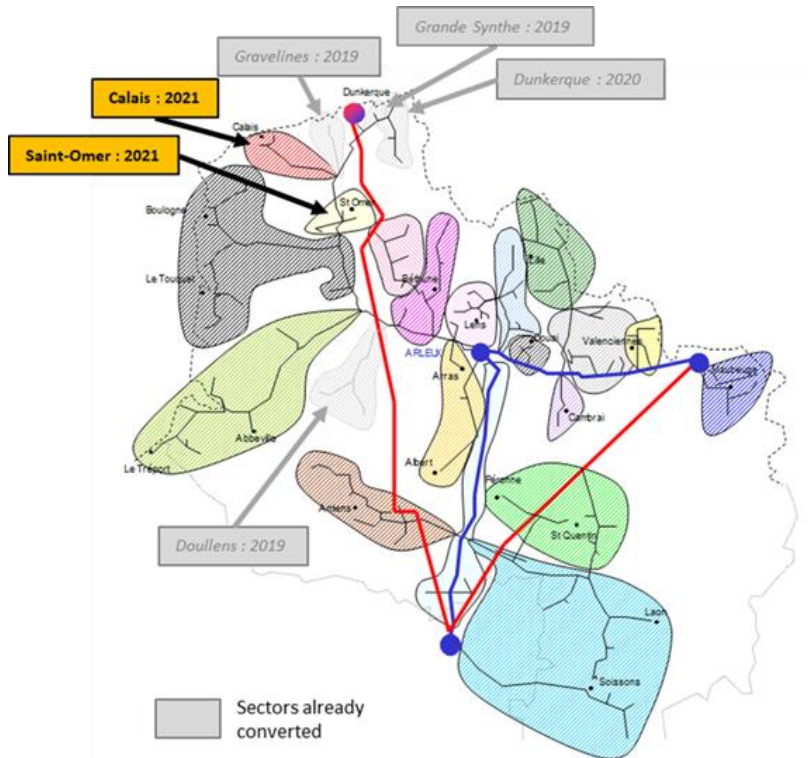 Grande Synthe : 2019
Gravelines : 2019
Dunkerque : 2020
Calais : 2021
Dunkerque
Calais
Saint-Omer : 2021
St Omer
Boulogne
Lille
Le Touquet
Béthune
Lens
Douai
Valenciennes
ARLEUX
Maubeuge
Arras
Cambrai
Abbeville
Le Tréport
Albert
Péronne
Amiens
St Quentin
Doullens : 2019
Laon
Soissons
Sectors already
converted